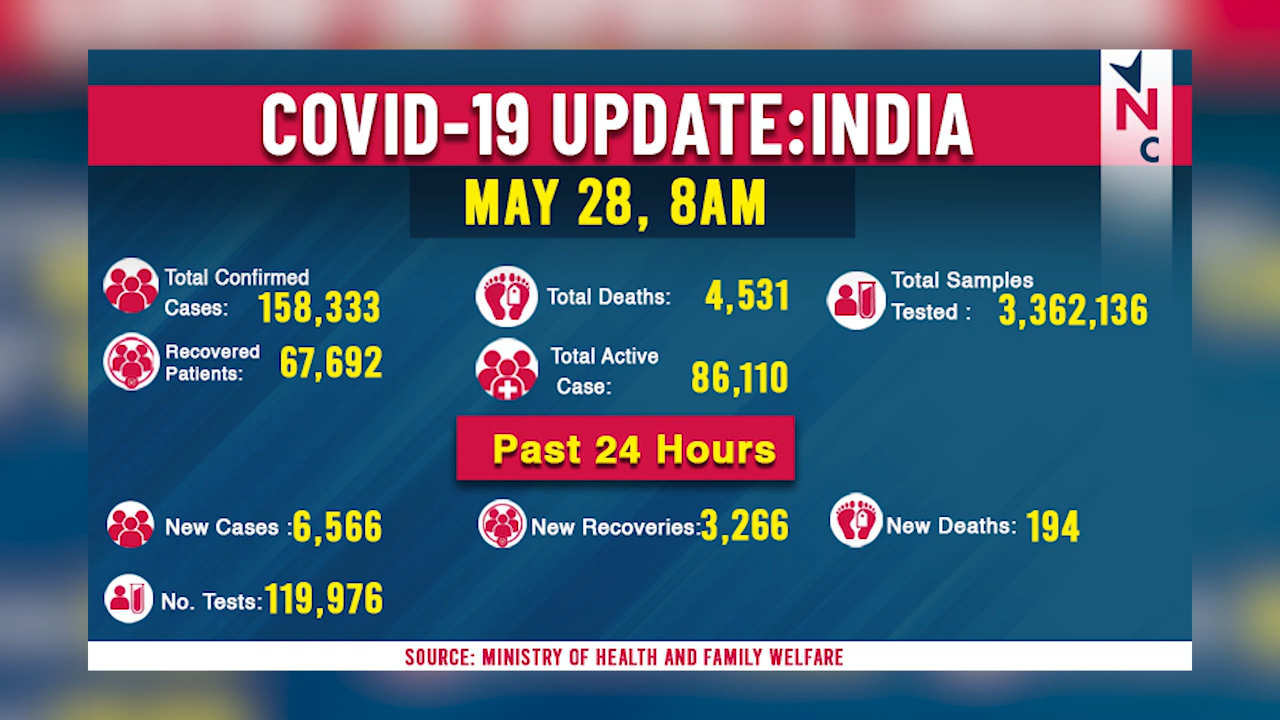 COVID-19 UPDATE:INDIA
N
C
MAY 28, 8AM
Total Confirmed
Cases: 158,333
Total Deaths: 4,531
Total Samples
Tested : 3,362,136
Recovered
Patients: 67,692
Total Active
Case: 86,110
Past 24 Hours
New Cases :6,566
New Recoveries:3,266
New Deaths: 194
No. Tests:119,976
SOURCE: MINISTRY OF HEALTH AND FAMILY WELFARE